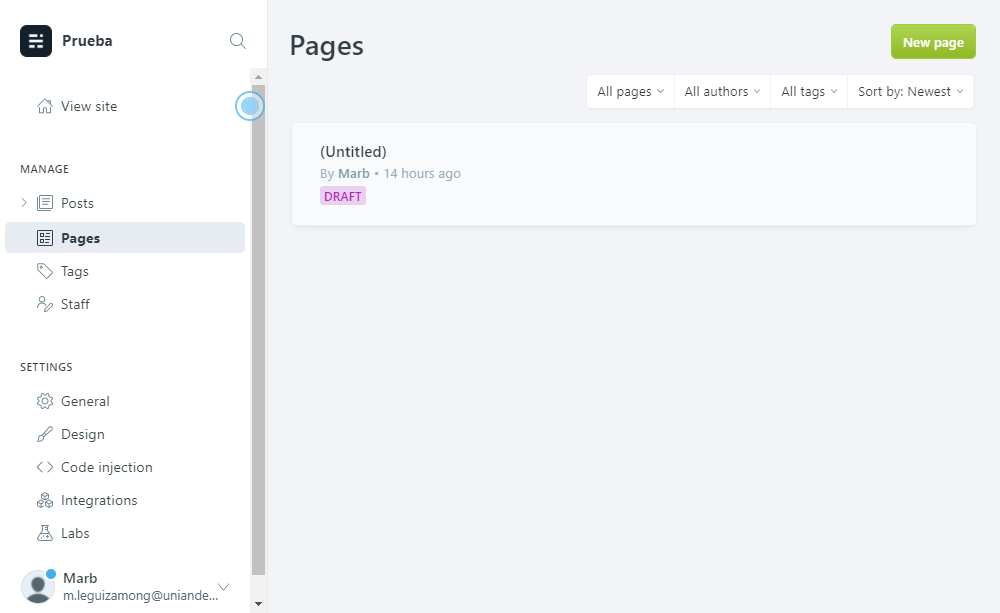 Prueba
View site
MANAGE
Posts
Pages
Tags
Staff
SETTINGS
General
Design
Code injection
Integrations
Labs
Marb
m.leguizamong@uniande...
Pages
New page
All pages
All authors
All tags
Sort by: Newest
(Untitled)
By Marb • 14 hours ago
DRAFT